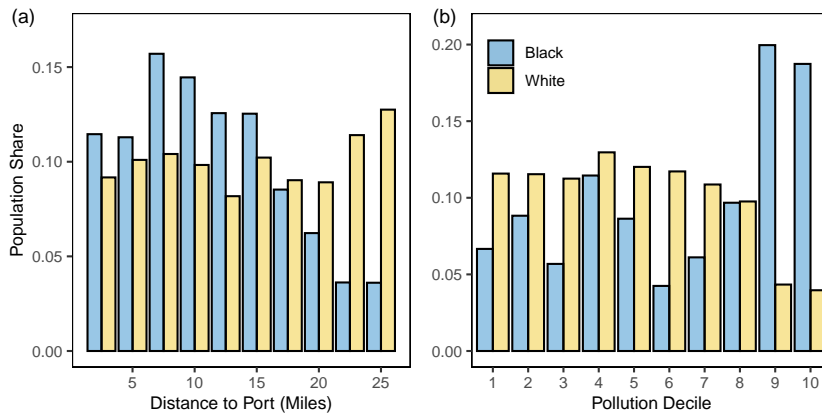 (a)
Population Share
0.15
0.10
0.05
0.00
5 10 15 20 25
Distance to Port (Miles)
(b)
Black
White
0.20
0.15
0.10
0.05
0.00
1 2 3 4 5 6 7 8 9 10
Pollution Decile